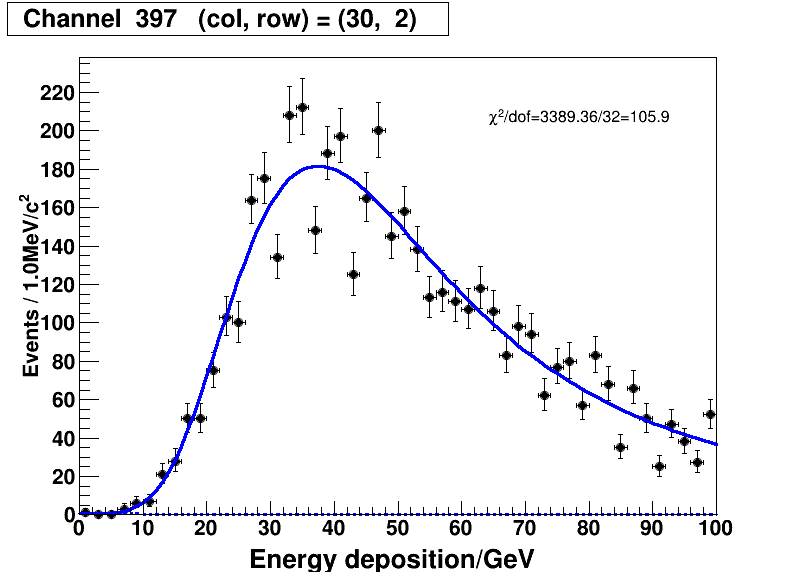 Channel 397 (col, row) = (30, 2)
χ²/dof=3389.36/32=105.9
Events / 1.0MeV/c²
220
200
180
160
140
120
100
80
60
40
20
0
0 10 20 30 40 50 60 70 80 90 100
Energy deposition/GeV